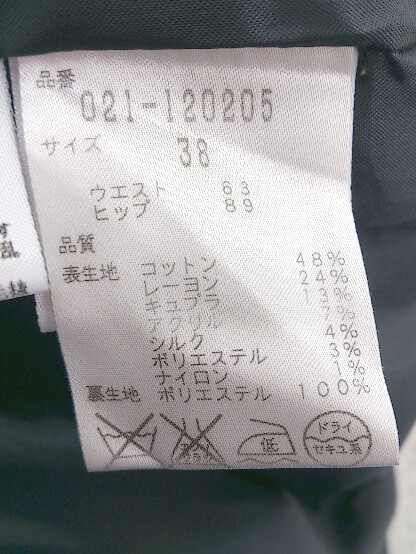 品番
021-120205
サイズ 38
ウエスト 63
ヒップ 89
品質
表生地 コットン 48%
レーヨン 24%
キュプラ 13%
アクリル 7%
シルク 4%
ポリエステル 3%
ナイロン 1%
裏生地 ポリエステル 100%
低
ドライ
セキユ系